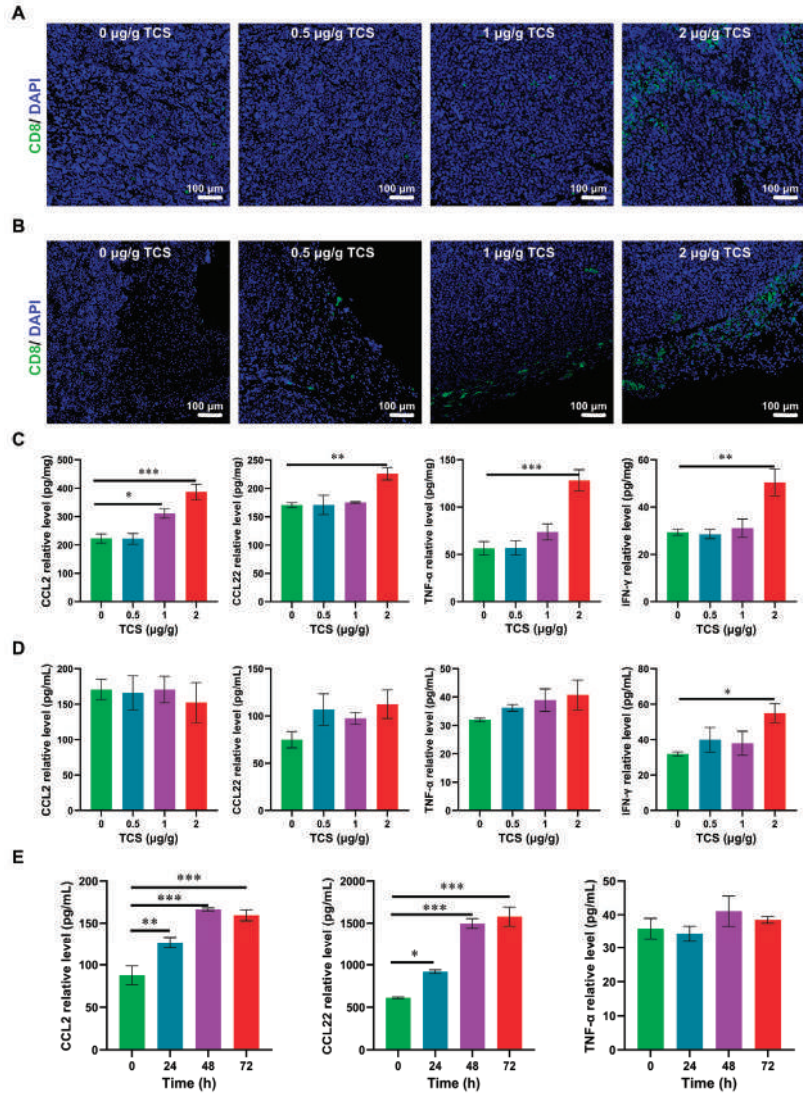 A
0 µg/g TCS
0.5 µg/g TCS
1 µg/g TCS
2 µg/g TCS
CD8/ DAPI
100 µm
100 µm
100 µm
100 µm
B
0 µg/g TCS
0.5 µg/g TCS
1 µg/g TCS
2 µg/g TCS
CD8/ DAPI
100 µm
100 µm
100 µm
100 µm
C
CCL2 relative level (pg/mg)
500
400
300
200
100
0
***
*
0 0.5 1 2
TCS (µg/g)
CCL22 relative level (pg/mg)
250
200
150
100
50
0
**
0 0.5 1 2
TCS (µg/g)
TNF-α relative level (pg/mg)
150
100
50
0
***
0 0.5 1 2
TCS (µg/g)
IFN-γ relative level (pg/mg)
60
40
20
0
**
0 0.5 1 2
TCS (µg/g)
D
CCL2 relative level (pg/mL)
200
150
100
50
0
0 0.5 1 2
TCS (µg/g)
CCL22 relative level (pg/mL)
150
100
50
0
0 0.5 1 2
TCS (µg/g)
TNF-α relative level (pg/mL)
60
40
20
0
0 0.5 1 2
TCS (µg/g)
IFN-γ relative level (pg/mL)
80
60
40
20
0
*
0 0.5 1 2
TCS (µg/g)
E
CCL2 relative level (pg/mL)
200
150
100
50
0
***
***
**
0 24 48 72
Time (h)
CCL22 relative level (pg/mL)
2000
1500
1000
500
0
***
***
*
0 24 48 72
Time (h)
TNF-α relative level (pg/mL)
50
40
30
20
10
0
0 24 48 72
Time (h)